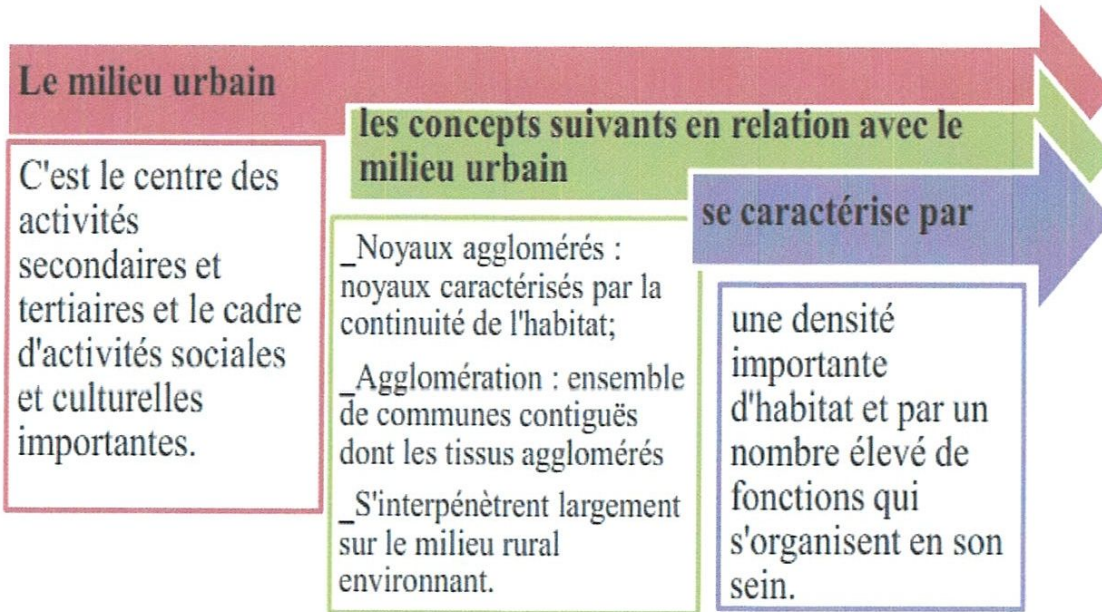 Le milieu urbain
C'est le centre des
activités
secondaires et
tertiaires et le cadre
d'activités sociales
et culturelles
importantes.
les concepts suivants en relation avec le
milieu urbain
_Noyaux agglomérés :
noyaux caractérisés par la
continuité de l'habitat;
_Agglomération : ensemble
de communes contiguës
dont les tissus agglomérés
_S'interpénètrent largement
sur le milieu rural
environnant.
se caractérise par
une densité
importante
d'habitat et par un
nombre élevé de
fonctions qui
s'organisent en son
sein.